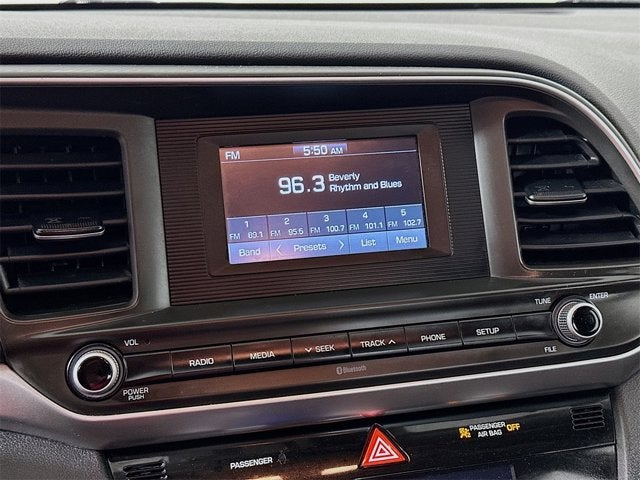 FM 5:50 AM
96.3 Beverly
Rhythm and Blues
1 2 3 4 5
FM 89.1 FM 95.5 FM 100.7 FM 101.1 FM 102.7
Band < Presets > List Menu
TUNE ENTER
VOL
RADIO MEDIA SEEK TRACK PHONE SETUP
POWER
PUSH
FILE
Bluetooth
PASSENGER
AIR BAG OFF
PASSENGER